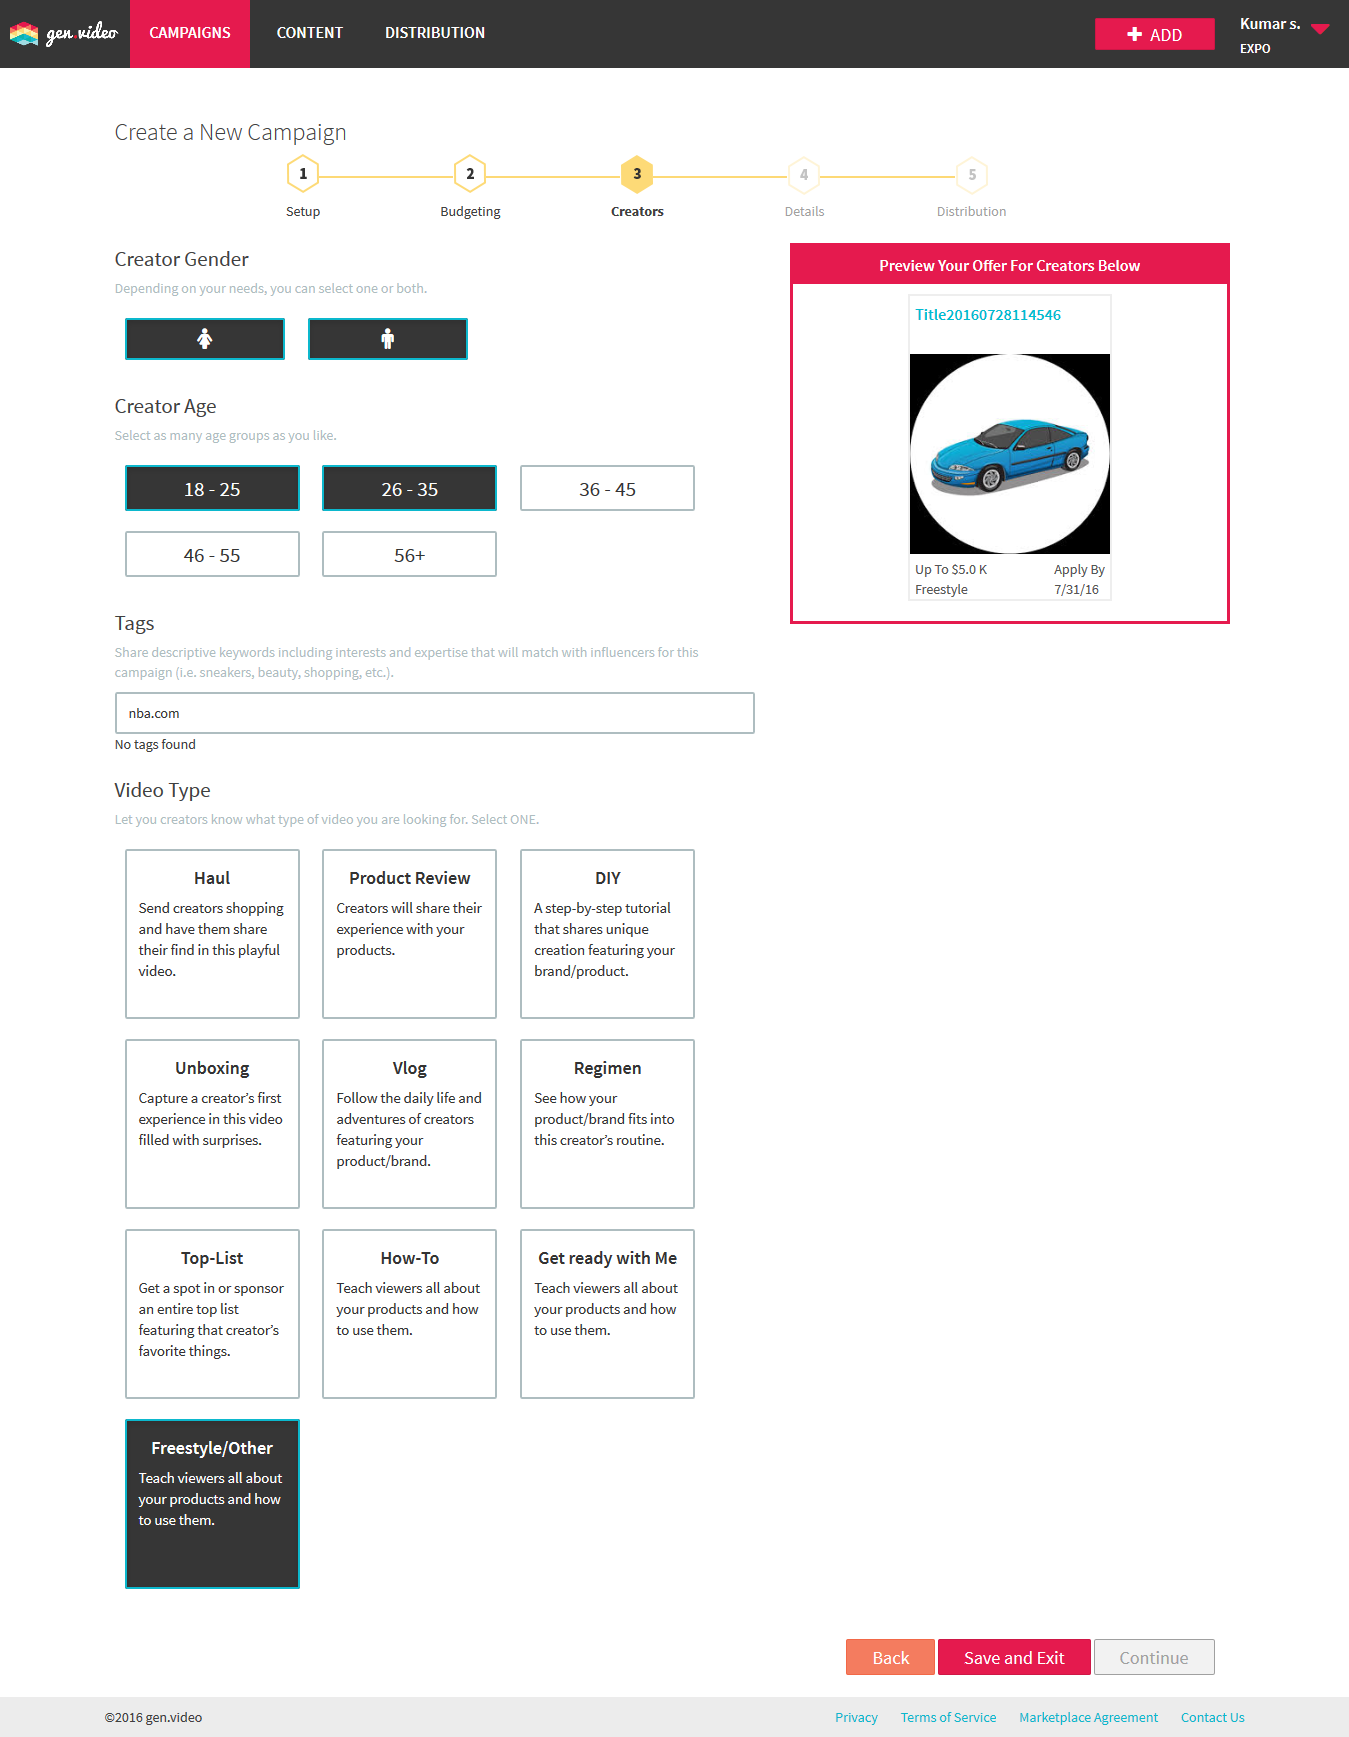 gen.video
CAMPAIGNS
CONTENT
DISTRIBUTION
ADD
Kumar s.
EXPO
Create a New Campaign
1
2
3
4
5
Setup
Budgeting
Creators
Details
Distribution
Creator Gender
Depending on your needs, you can select one or both.
Creator Age
Select as many age groups as you like.
18 - 25
26 - 35
36 - 45
46 - 55
56+
Tags
Share descriptive keywords including interests and expertise that will match with influencers for this
campaign (i.e. sneakers, beauty, shopping, etc.).
nba.com
No tags found
Preview Your Offer For Creators Below
Title20160728114546
Up To $5.0 K
Apply By
Freestyle
7/31/16
Video Type
Let you creators know what type of video you are looking for. Select ONE.
Haul
Send creators shopping
and have them share
their find in this playful
video.
Product Review
Creators will share their
experience with your
products.
DIY
A step-by-step tutorial
that shares unique
creation featuring your
brand/product.
Unboxing
Capture a creator’s first
experience in this video
filled with surprises.
Vlog
Follow the daily life and
adventures of creators
featuring your
product/brand.
Regimen
See how your
product/brand fits into
this creator’s routine.
Top-List
Get a spot in or sponsor
an entire top list
featuring that creator’s
favorite things.
How-To
Teach viewers all about
your products and how
to use them.
Get ready with Me
Teach viewers all about
your products and how
to use them.
Freestyle/Other
Teach viewers all about
your products and how
to use them.
Back
Save and Exit
Continue
©2016 gen.video
Privacy
Terms of Service
Marketplace Agreement
Contact Us